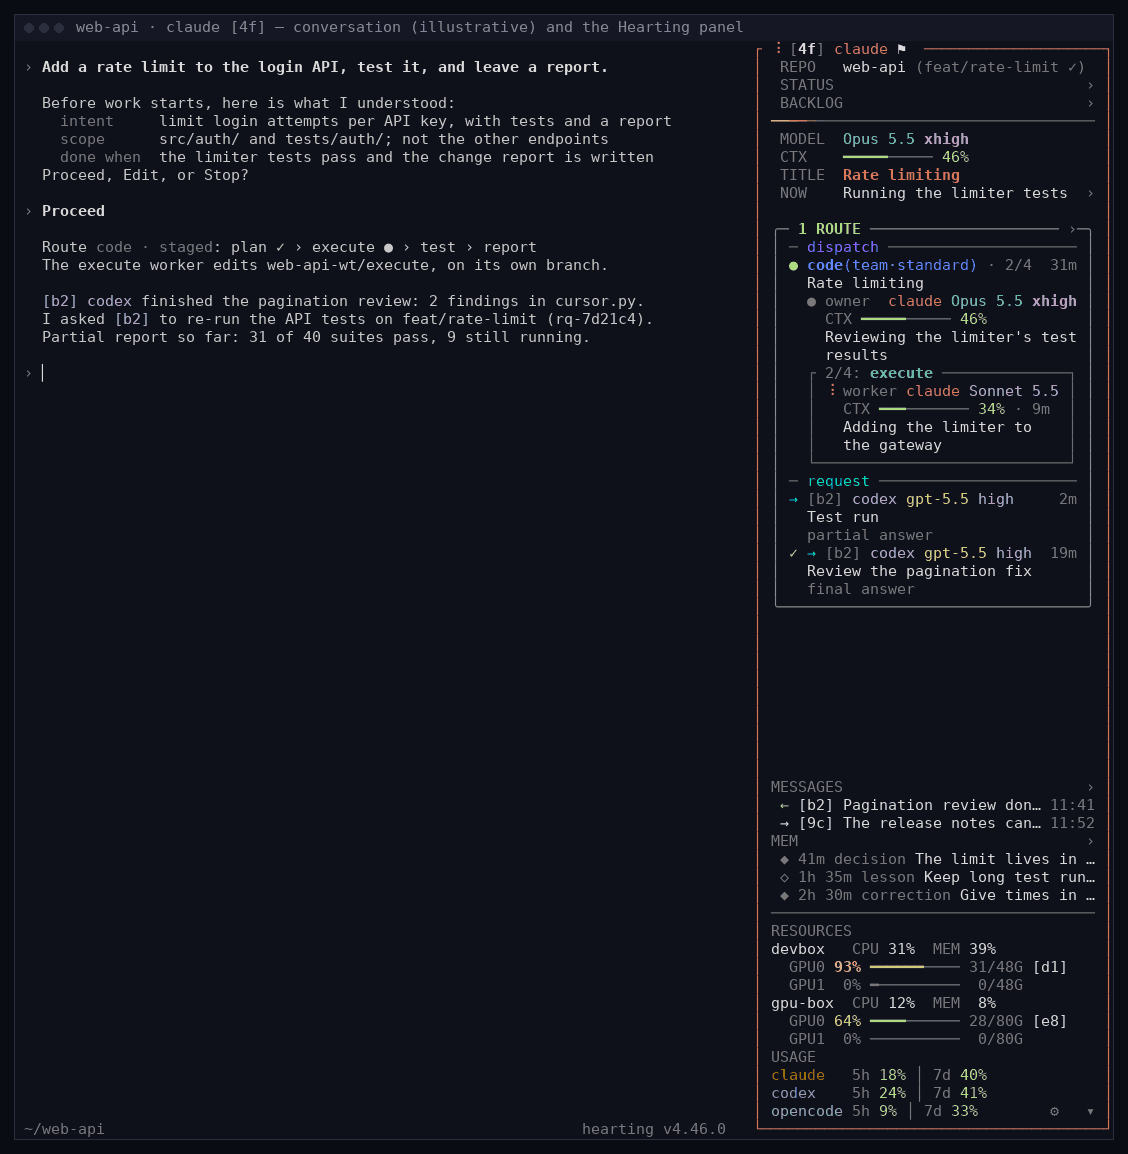 web-api · claude [4f] — conversation (illustrative) and the Hearting panel
› Add a rate limit to the login API, test it, and leave a report.
Before work starts, here is what I understood:
intent limit login attempts per API key, with tests and a report
scope src/auth/ and tests/auth/; not the other endpoints
done when the limiter tests pass and the change report is written
Proceed, Edit, or Stop?
› Proceed
Route code · staged: plan ✓ › execute ● › test › report
The execute worker edits web-api-wt/execute, on its own branch.
[b2] codex finished the pagination review: 2 findings in cursor.py.
I asked [b2] to re-run the API tests on feat/rate-limit (rq-7d21c4).
Partial report so far: 31 of 40 suites pass, 9 still running.
›
~/web-api
hearting v4.46.0
[4f] claude ⚑
REPO web-api (feat/rate-limit ✓)
STATUS ›
BACKLOG ›
MODEL Opus 5.5 xhigh
CTX 46%
TITLE Rate limiting
NOW Running the limiter tests ›
1 ROUTE ›
dispatch
● code(team·standard) · 2/4 31m
Rate limiting
● owner claude Opus 5.5 xhigh
CTX 46%
Reviewing the limiter's test
results
2/4: execute
worker claude Sonnet 5.5
CTX 34% · 9m
Adding the limiter to
the gateway
request
→ [b2] codex gpt-5.5 high 2m
Test run
partial answer
✓ → [b2] codex gpt-5.5 high 19m
Review the pagination fix
final answer
MESSAGES ›
← [b2] Pagination review don… 11:41
→ [9c] The release notes can… 11:52
MEM ›
◆ 41m decision The limit lives in …
◇ 1h 35m lesson Keep long test run…
◆ 2h 30m correction Give times in …
RESOURCES
devbox CPU 31% MEM 39%
GPU0 93% 31/48G [d1]
GPU1 0% 0/48G
gpu-box CPU 12% MEM 8%
GPU0 64% 28/80G [e8]
GPU1 0% 0/80G
USAGE
claude 5h 18% │ 7d 40%
codex 5h 24% │ 7d 41%
opencode 5h 9% │ 7d 33% ⚙ ▾